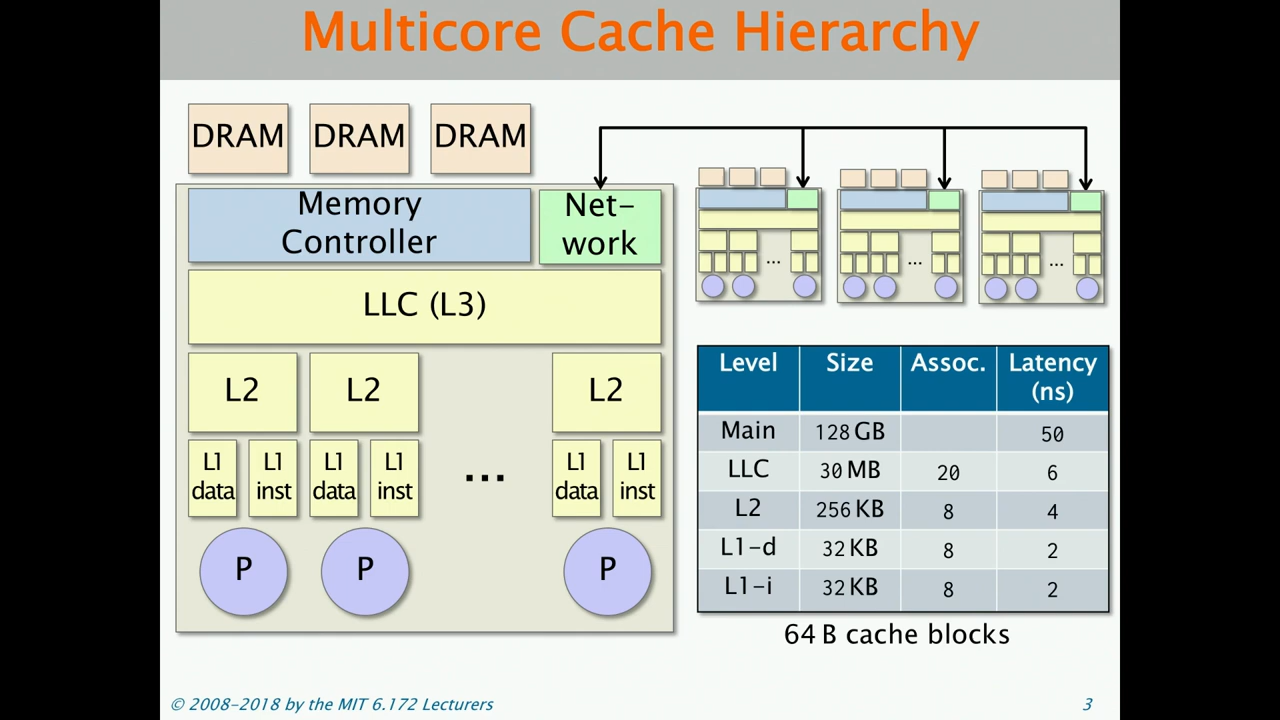 Multicore Cache Hierarchy
DRAM DRAM DRAM
Memory
Controller
Net-
work
LLC (L3)
L2 L2 L2
L1
data
L1
inst
L1
data
L1
inst
...
L1
data
L1
inst
P P P
...
...
...
Level Size Assoc. Latency
(ns)
Main 128 GB 50
LLC 30 MB 20 6
L2 256 KB 8 4
L1-d 32 KB 8 2
L1-i 32 KB 8 2
64 B cache blocks
© 2008-2018 by the MIT 6.172 Lecturers
3